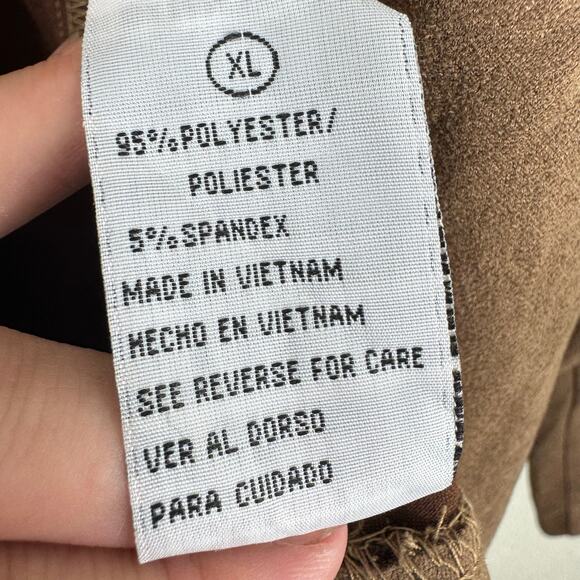 XL
95%POLYESTER/
POLIESTER
5%SPANDEX
MADE IN VIETNAM
HECHO EN VIETNAM
SEE REVERSE FOR CARE
VER AL DORSO
PARA CUIDADO